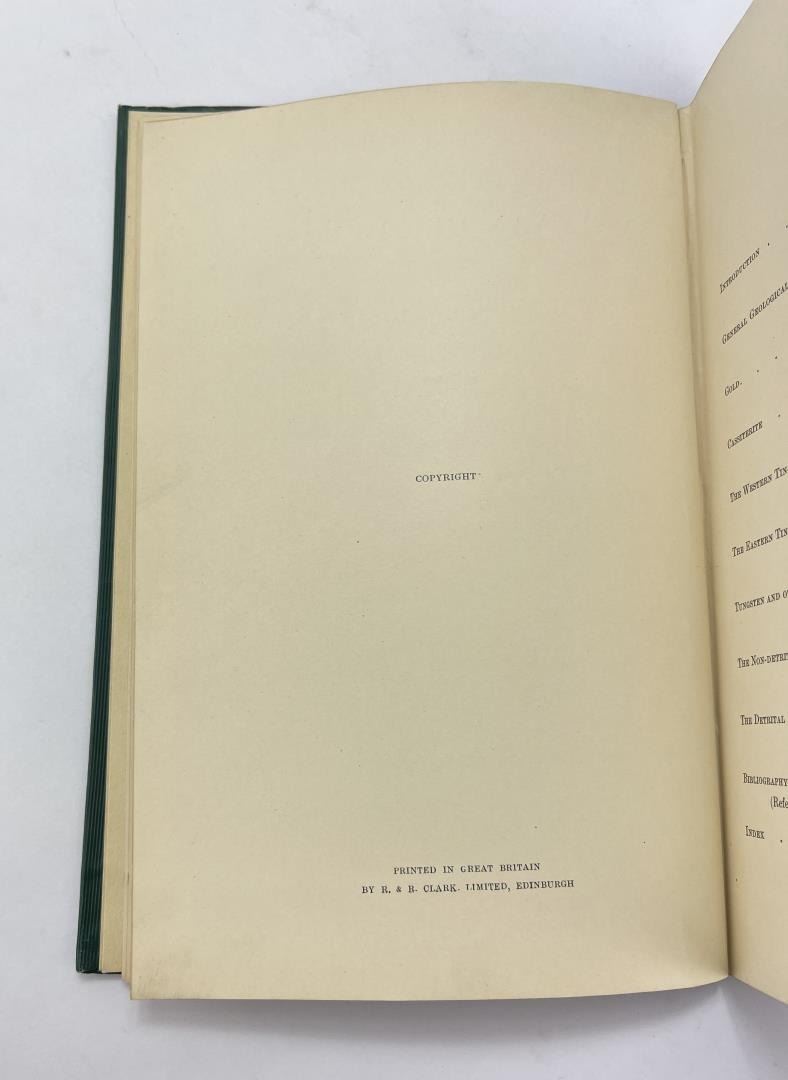 COPYRIGHT
PRINTED IN GREAT BRITAIN
BY R. & R. CLARK. LIMITED, EDINBURGH
INTRODUCTION .
GENERAL GEOLOGICAL
GOLD. . .
CASSITERITE .
THE WESTERN TIN-
THE EASTERN TIN
TUNGSTEN AND
THE NON-DETRI
THE DETRITAL
BIBLIOGRAPHY
(Refe
INDEX .